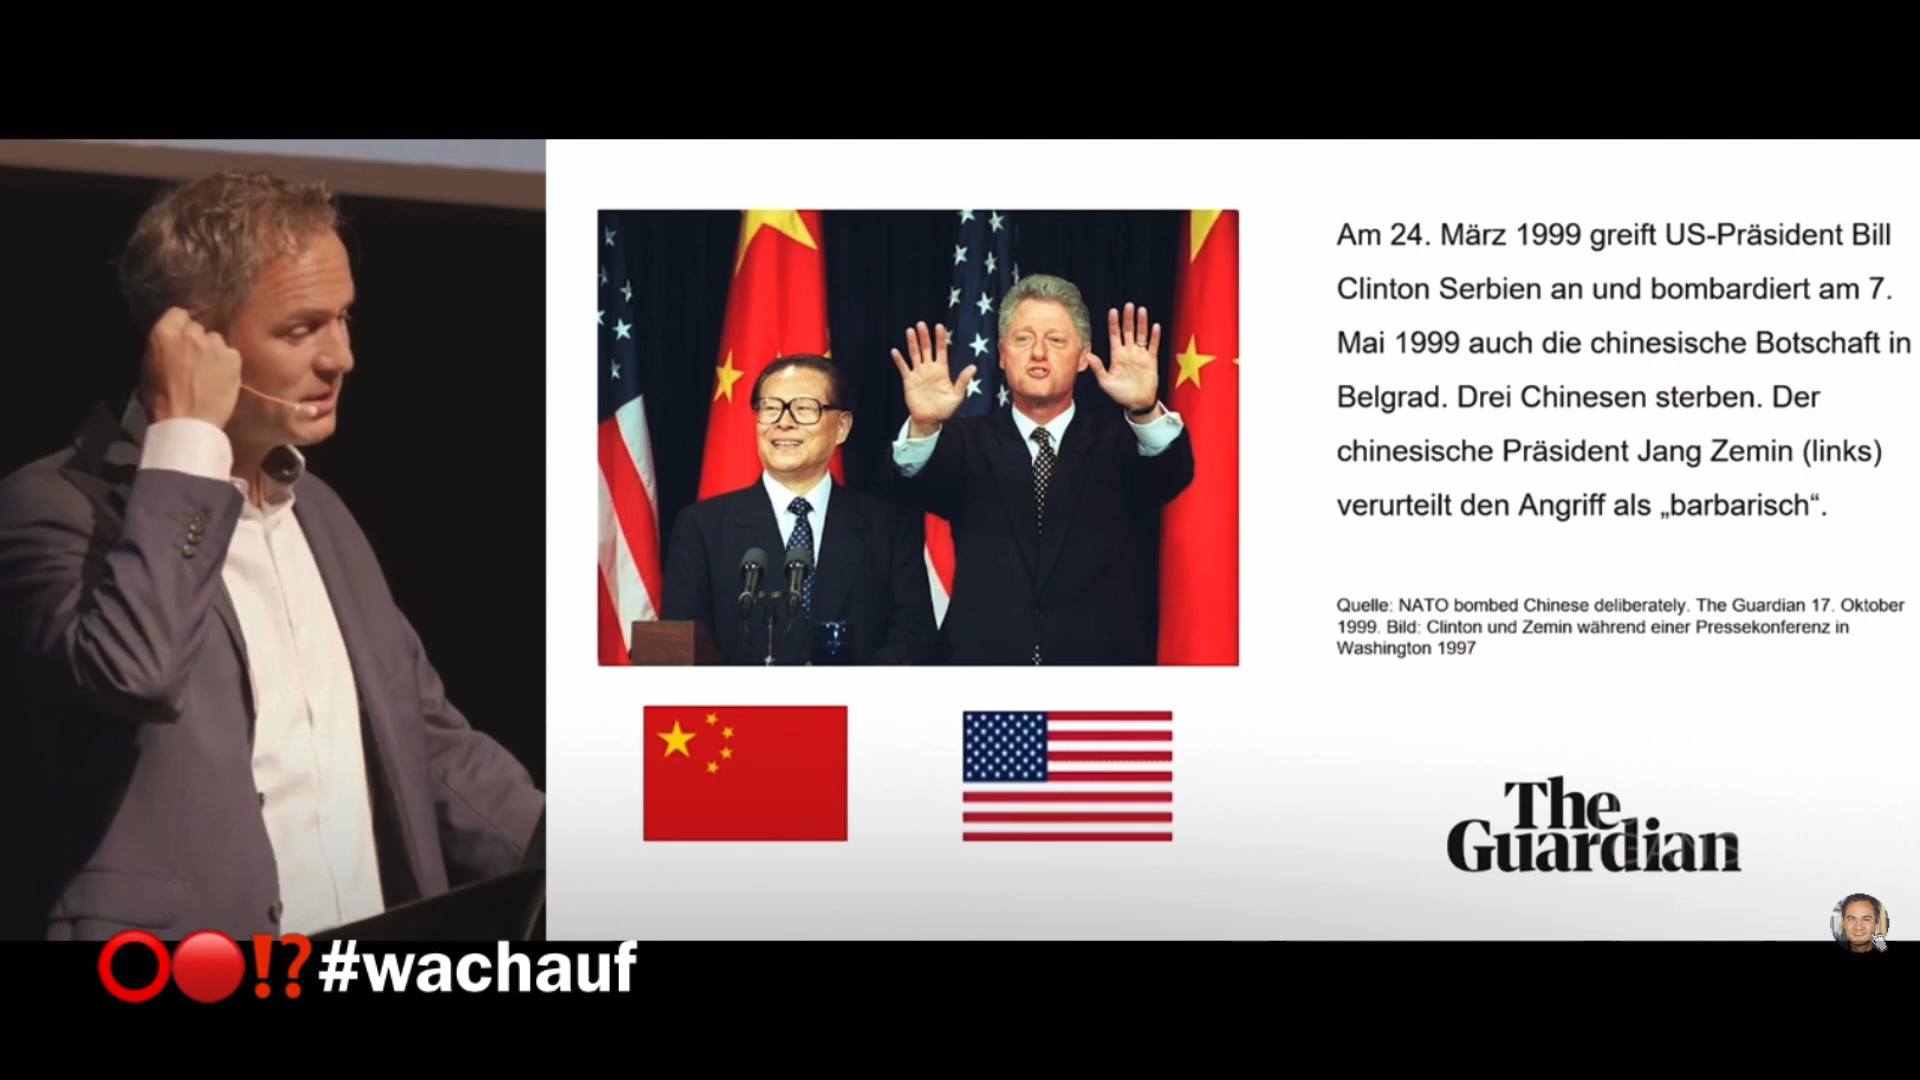 Am 24. März 1999 greift US-Präsident Bill
Clinton Serbien an und bombardiert am 7.
Mai 1999 auch die chinesische Botschaft in
Belgrad. Drei Chinesen sterben. Der
chinesische Präsident Jang Zemin (links)
verurteilt den Angriff als „barbarisch“.
Quelle: NATO bombed Chinese deliberately. The Guardian 17. Oktober
1999. Bild: Clinton und Zemin während einer Pressekonferenz in
Washington 1997
The
Guardian
⭕🔴⁉️#wachauf